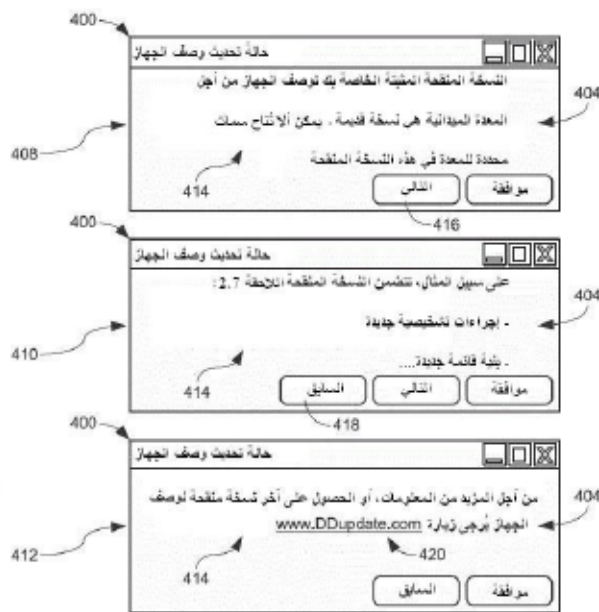 400
حالة تحديث وصف الجهاز
النسخة المنقحة المثبتة الخاصة بك لوصف الجهاز من أجل
404
المعدة الميدانية هي نسخة قديمة . يمكن ألا تتاح سمات
408
محددة للمعدة في هذه النسخة المنقحة
414
موافقة التالي
416
400
حالة تحديث وصف الجهاز
على سبيل المثال، تتضمن النسخة المنقحة اللاحقة 2.7:
404
- إجراءات تشخيصية جديدة
410
- بنية قائمة جديدة....
414
موافقة التالي السابق
418
400
حالة تحديث وصف الجهاز
من أجل المزيد من المعلومات، أو الحصول على آخر نسخة منقحة لوصف
404
الجهاز يُرجى زيارة www.DDupdate.com
412
414
420
موافقة السابق